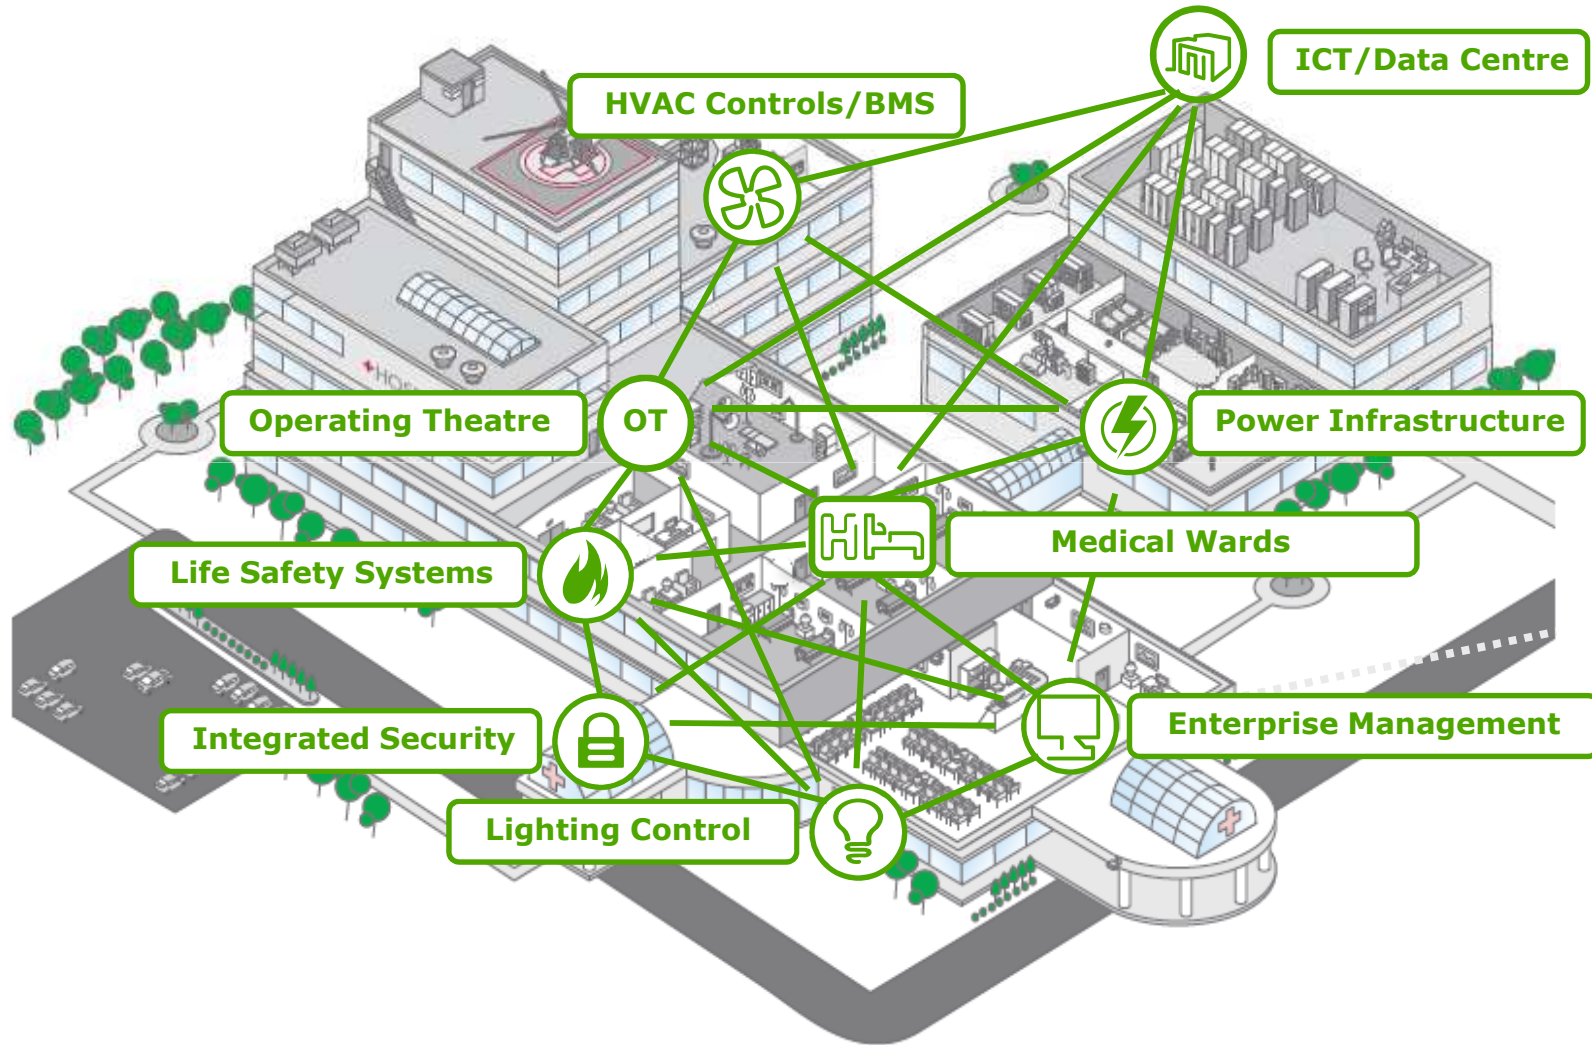 ICT/Data Centre
HVAC Controls/BMS
Operating Theatre
OT
Power Infrastructure
H
Medical Wards
Life Safety Systems
Integrated Security
Enterprise Management
Lighting Control